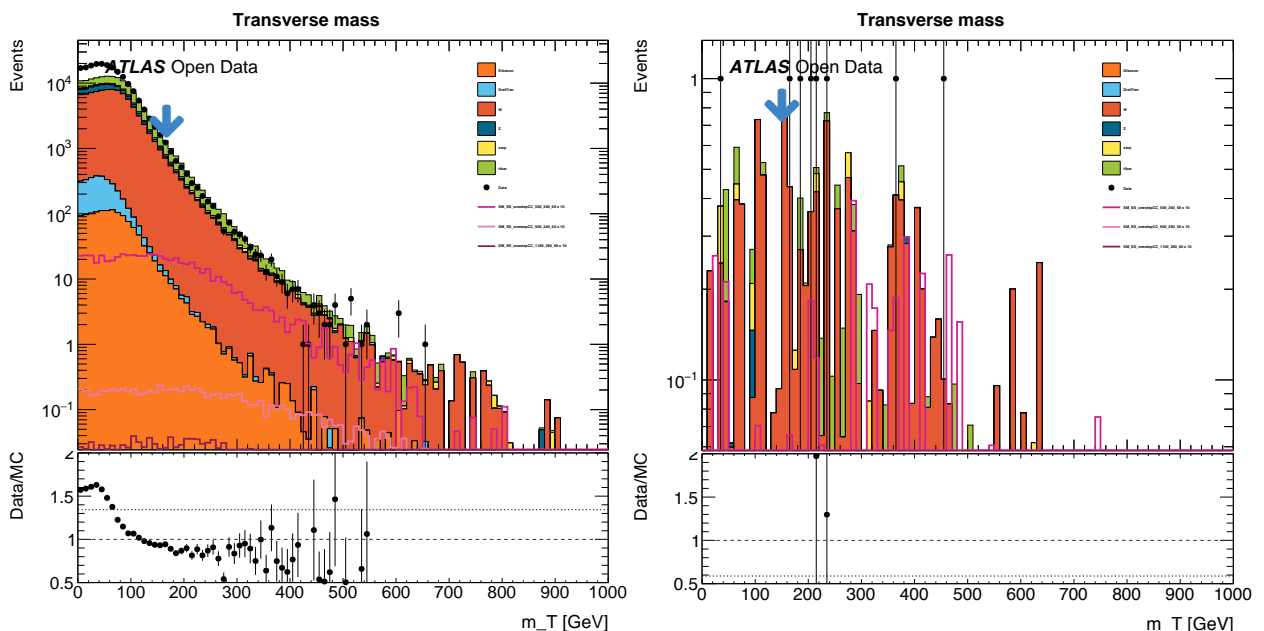 Transverse mass
Events
ATLAS Open Data
10⁴
10³
10²
10
1
10⁻¹
Diboson
DrellYan
W
Z
stop
ttbar
Data
Data/MC
2
1.5
1
0.5
0 100 200 300 400 500 600 700 800 900 1000
m_T [GeV]
Transverse mass
Events
ATLAS Open Data
1
10⁻¹
Diboson
DrellYan
W
Z
stop
ttbar
Data
Data/MC
2
1.5
1
0.5
0 100 200 300 400 500 600 700 800 900 1000
m_T [GeV]